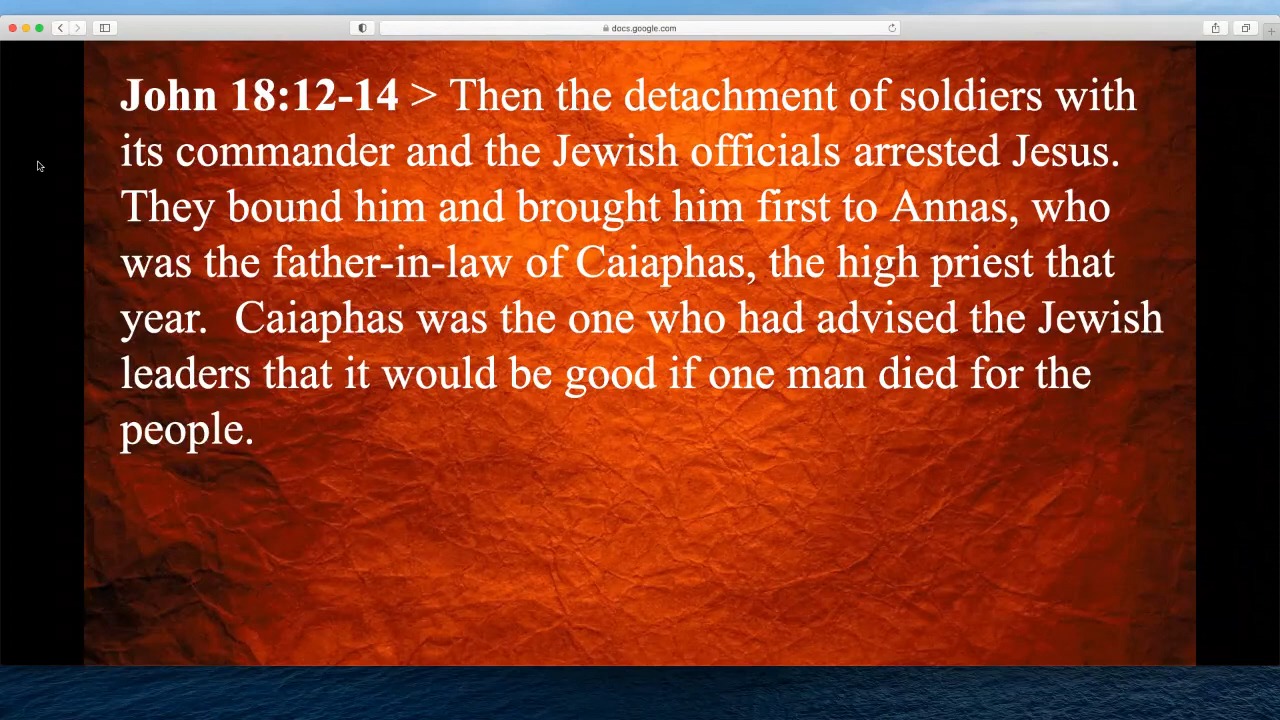 docs.google.com
John 18:12-14 > Then the detachment of soldiers with
its commander and the Jewish officials arrested Jesus.
They bound him and brought him first to Annas, who
was the father-in-law of Caiaphas, the high priest that
year.  Caiaphas was the one who had advised the Jewish
leaders that it would be good if one man died for the
people.